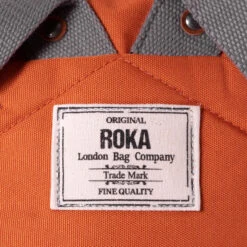 ORIGINAL
ROKA
London Bag Company
Trade Mark
FINE QUALITY